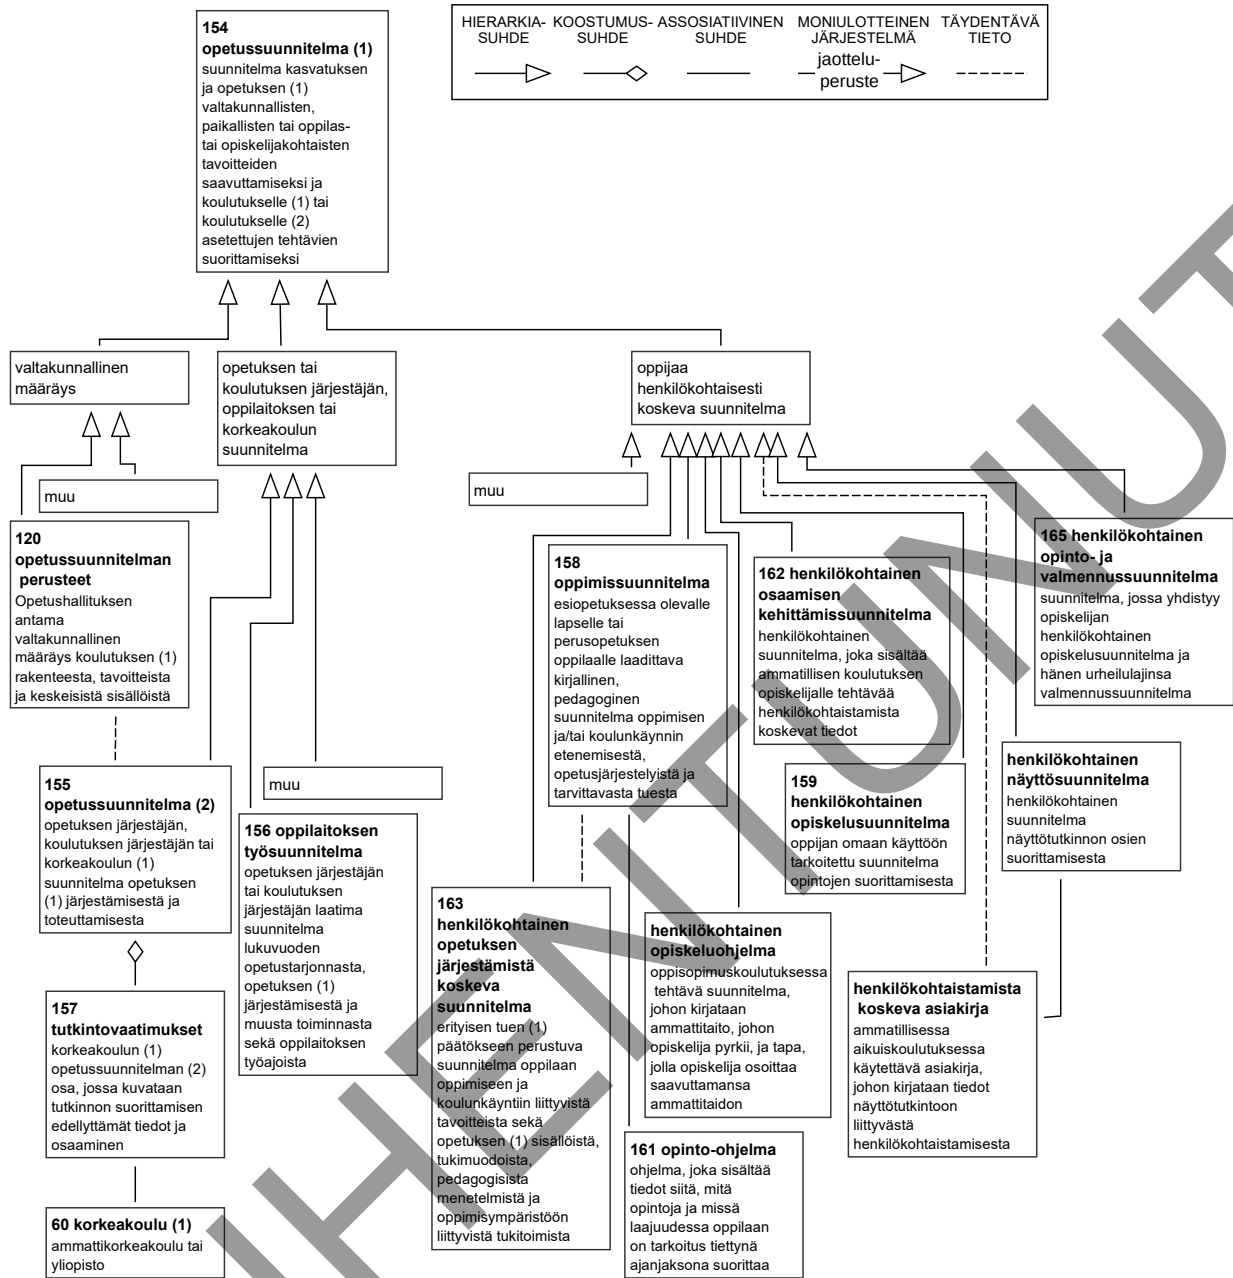 154
opetussuunnitelma (1)
suunnitelma kasvatuksen
ja opetuksen (1)
valtakunnallisten,
paikallisten tai oppilas-
tai opiskelijakohtaisten
tavoitteiden
saavuttamiseksi ja
koulutukselle (1) tai
koulutukselle (2)
asetettujen tehtävien
suorittamiseksi
HIERARKIA-
SUHDE
KOOSTUMUS-
SUHDE
ASSOSIATIIVINEN
SUHDE
MONIULOTTEINEN
JÄRJESTELMÄ
jaottelu-
peruste
TÄYDENTÄVÄ
TIETO
valtakunnallinen
määräys
opetuksen tai
koulutuksen järjestäjän,
oppilaitoksen tai
korkeakoulun
suunnitelma
oppijaa
henkilökohtaisesti
koskeva suunnitelma
muu
muu
120
opetussuunnitelman
perusteet
Opetushallituksen
antama
valtakunnallinen
määräys koulutuksen (1)
rakenteesta, tavoitteista
ja keskeisistä sisällöistä
158
oppimissuunnitelma
esiopetuksessa olevalle
lapselle tai
perusopetuksen
oppilaalle laadittava
kirjallinen,
pedagoginen
suunnitelma oppimisen
ja/tai koulunkäynnin
etenemisestä,
opetusjärjestelyistä ja
tarvittavasta tuesta
162 henkilökohtainen
osaamisen
kehittämissuunnitelma
henkilökohtainen
suunnitelma, joka sisältää
ammatillisen koulutuksen
opiskelijalle tehtävää
henkilökohtaistamista
koskevat tiedot
165 henkilökohtainen
opinto- ja
valmennussuunnitelma
suunnitelma, jossa yhdistyy
opiskelijan
henkilökohtainen
opiskelusuunnitelma ja
hänen urheilulajinsa
valmennussuunnitelma
155
opetussuunnitelma (2)
opetuksen järjestäjän,
koulutuksen järjestäjän tai
korkeakoulun (1)
suunnitelma opetuksen
(1) järjestämisestä ja
toteuttamisesta
muu
156 oppilaitoksen
työsuunnitelma
opetuksen järjestäjän
tai koulutuksen
järjestäjän laatima
suunnitelma
lukuvuoden
opetustarjonnasta,
opetuksen (1)
järjestämisestä ja
muusta toiminnasta
sekä oppilaitoksen
työajoista
159
henkilökohtainen
opiskelusuunnitelma
oppijan omaan käyttöön
tarkoitettu suunnitelma
opintojen suorittamisesta
henkilökohtainen
näyttösuunnitelma
henkilökohtainen
suunnitelma
näyttötutkinnon osien
suorittamisesta
163
henkilökohtainen
opetuksen
järjestämistä
koskeva
suunnitelma
erityisen tuen (1)
päätökseen perustuva
suunnitelma oppilaan
oppimiseen ja
koulunkäyntiin liittyvistä
tavoitteista sekä
opetuksen (1) sisällöistä,
tukimuodoista,
pedagogisista
menetelmistä ja
oppimisympäristöön
liittyvistä tukitoimista
henkilökohtainen
opiskeluohjelma
oppisopimuskoulutuksessa
tehtävä suunnitelma,
johon kirjataan
ammattitaito, johon
opiskelija pyrkii, ja tapa,
jolla opiskelija osoittaa
saavuttamansa
ammattitaidon
henkilökohtaistamista
koskeva asiakirja
ammatillisessa
aikuiskoulutuksessa
käytettävä asiakirja,
johon kirjataan tiedot
näyttötutkintoon
liittyvästä
henkilökohtaistamisesta
157
tutkintovaatimukset
korkeakoulun (1)
opetussuunnitelman (2)
osa, jossa kuvataan
tutkinnon suorittamisen
edellyttämät tiedot ja
osaaminen
161 opinto-ohjelma
ohjelma, joka sisältää
tiedot siitä, mitä
opintoja ja missä
laajuudessa oppilaan
on tarkoitus tiettynä
ajanjaksona suorittaa
60 korkeakoulu (1)
ammattikorkeakoulu tai
yliopisto